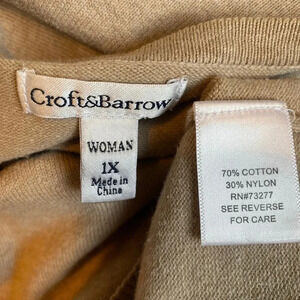 Croft&Barrow
WOMAN
1X
Made in
China
70% COTTON
30% NYLON
RN#73277
SEE REVERSE
FOR CARE